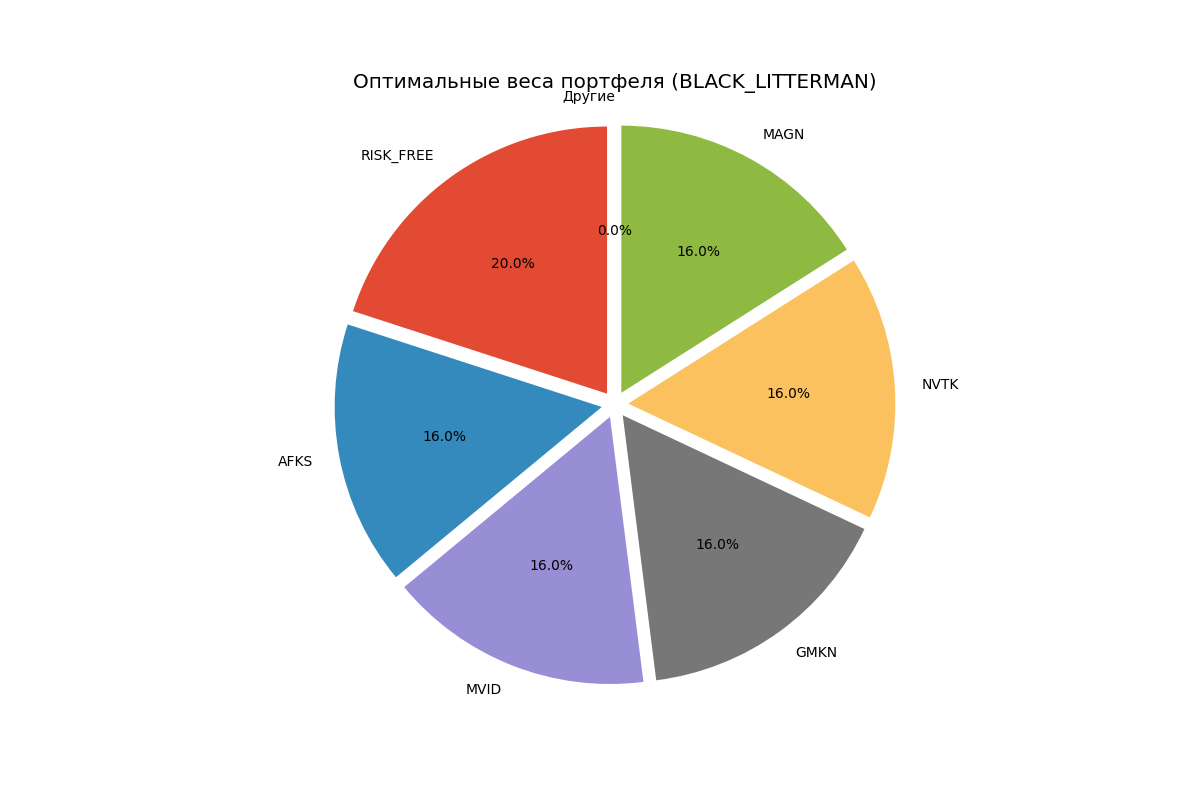 Оптимальные веса портфеля (BLACK_LITTERMAN)
Другие
MAGN
RISK_FREE
0.0%
16.0%
20.0%
NVTK
16.0%
16.0%
AFKS
16.0%
16.0%
GMKN
MVID